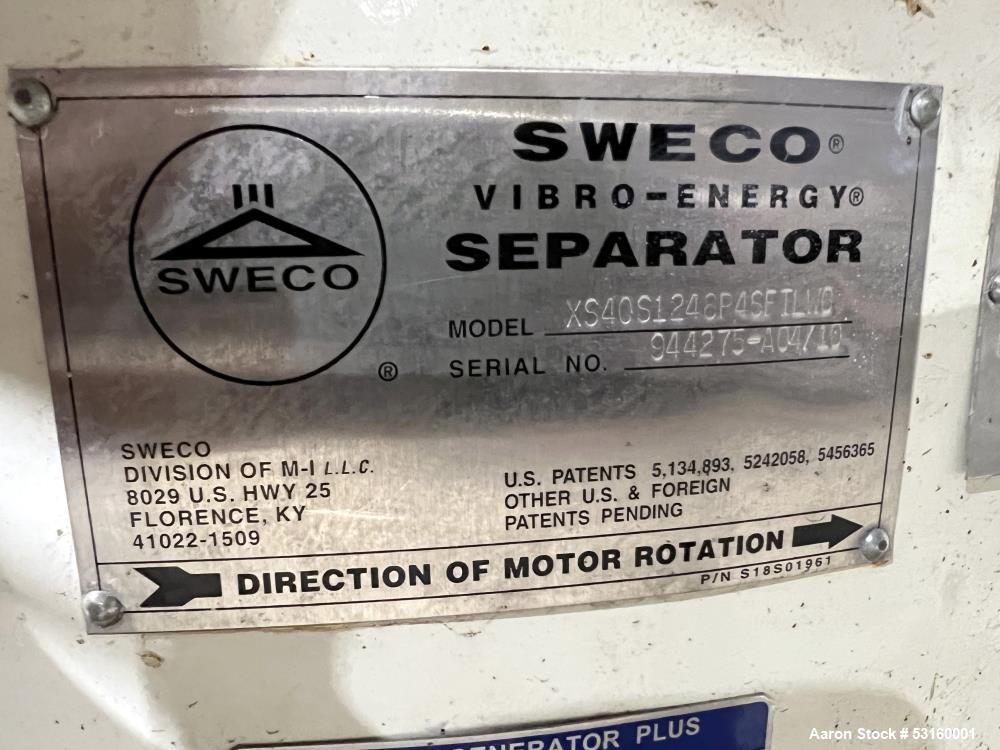 SWECO
®
SWECO®
VIBRO-ENERGY®
SEPARATOR
MODEL XS40S1248P4SFTLWC
SERIAL NO. 944275-A04/10
SWECO
DIVISION OF M-I L.L.C.
8029 U.S. HWY 25
FLORENCE, KY
41022-1509
U.S. PATENTS 5,134,893, 5242058, 5456365
OTHER U.S. & FOREIGN
PATENTS PENDING
DIRECTION OF MOTOR ROTATION
P/N S18S01961
GENERATOR PLUS
Aaron Stock # 53160001